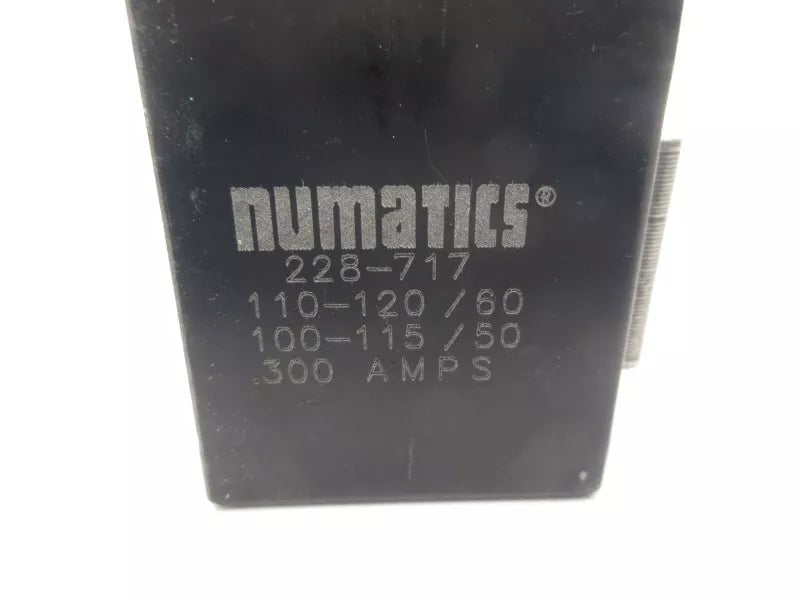 numatics®
228-717
110-120 /60
100-115 /50
.300 AMPS